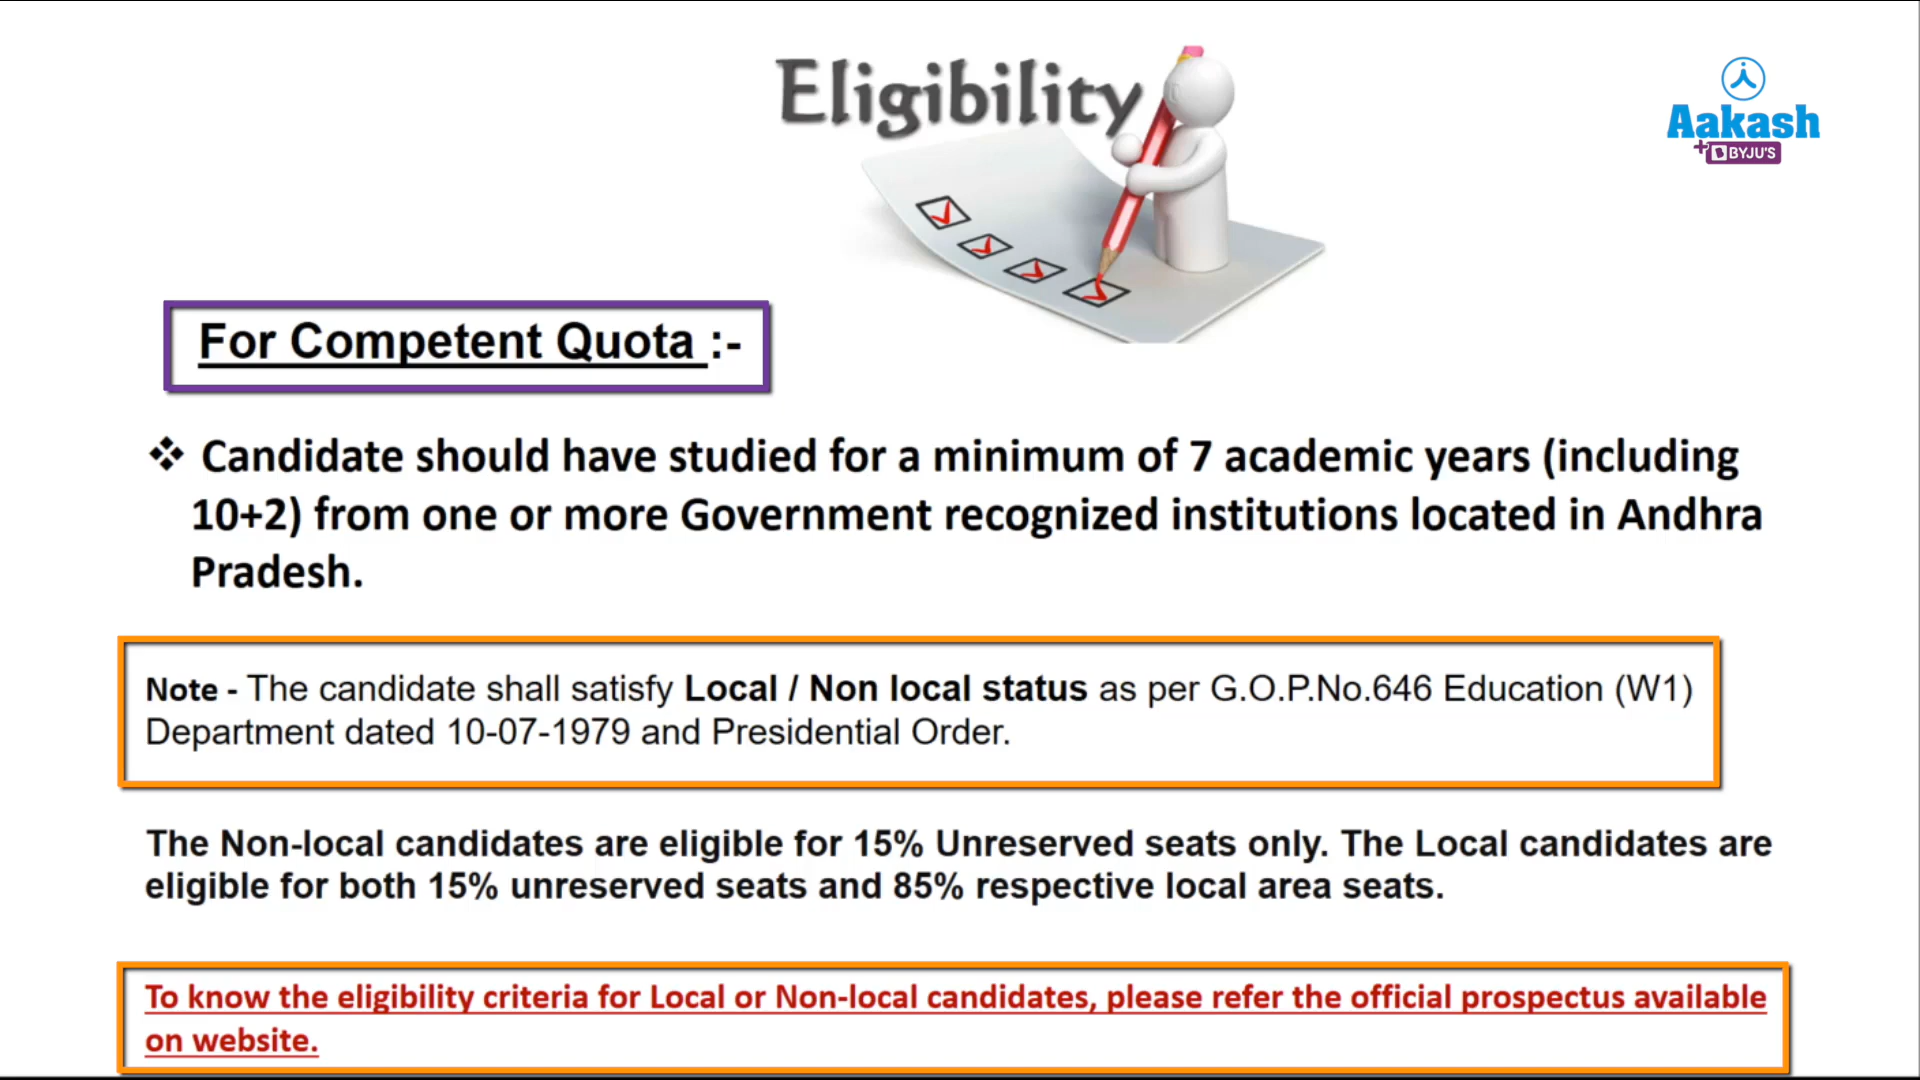 Eligibility
Aakash
+ BYJU'S
For Competent Quota :-
❖ Candidate should have studied for a minimum of 7 academic years (including
10+2) from one or more Government recognized institutions located in Andhra
Pradesh.
Note - The candidate shall satisfy Local / Non local status as per G.O.P.No.646 Education (W1)
Department dated 10-07-1979 and Presidential Order.
The Non-local candidates are eligible for 15% Unreserved seats only. The Local candidates are
eligible for both 15% unreserved seats and 85% respective local area seats.
To know the eligibility criteria for Local or Non-local candidates, please refer the official prospectus available
on website.